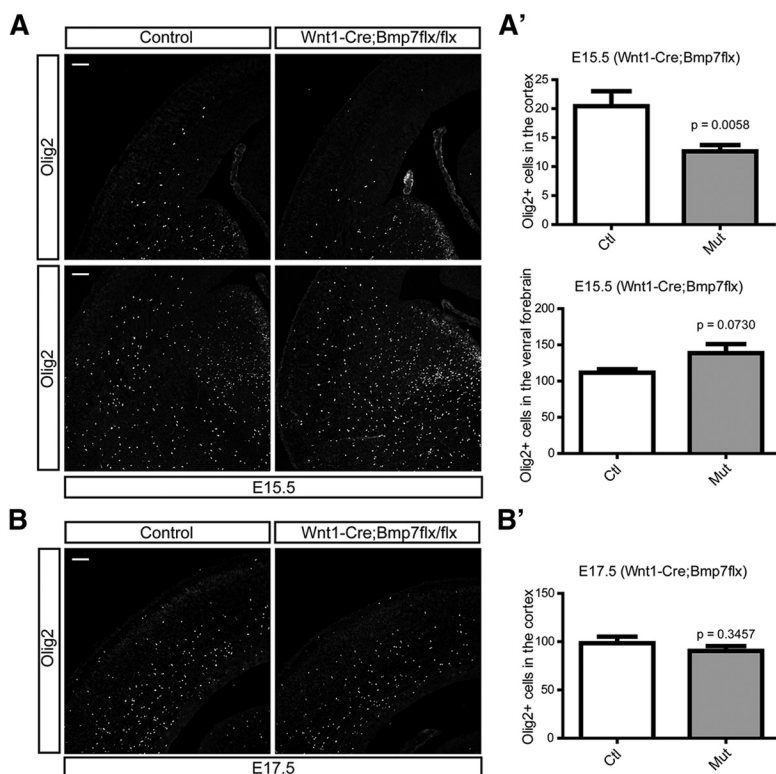 A
Control
Wnt1-Cre;Bmp7flx/flx
Olig2
Olig2
E15.5
A'
E15.5 (Wnt1-Cre;Bmp7flx)
Olig2+ cells in the cortex
25
20
15
10
5
0
p = 0.0058
Ctl
Mut
E15.5 (Wnt1-Cre;Bmp7flx)
Olig2+ cells in the venral forebrain
200
150
100
50
0
p = 0.0730
Ctl
Mut
B
Control
Wnt1-Cre;Bmp7flx/flx
Olig2
E17.5
B'
E17.5 (Wnt1-Cre;Bmp7flx)
Olig2+ cells in the cortex
150
100
50
0
p = 0.3457
Ctl
Mut